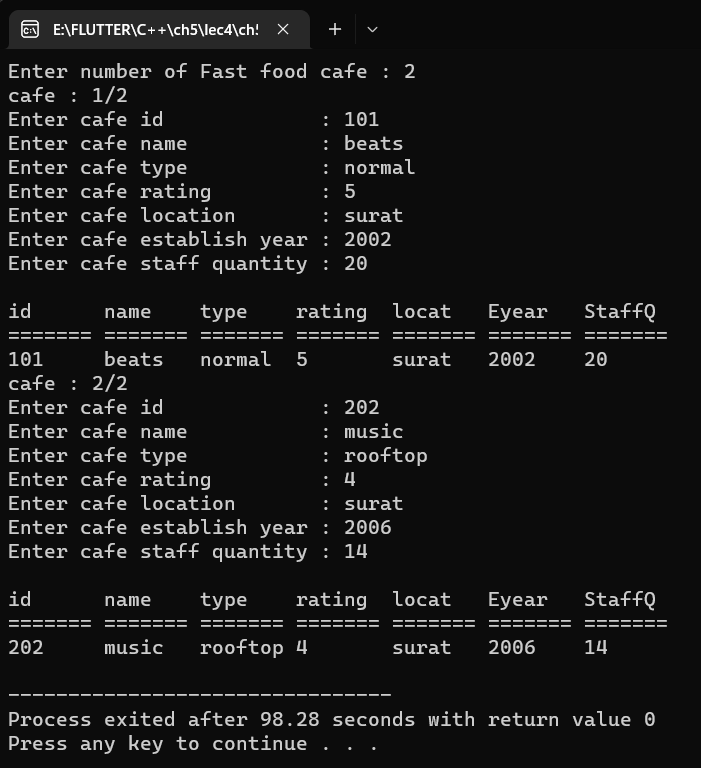 E:\FLUTTER\C++\ch5\lec4\ch5
Enter number of Fast food cafe : 2
cafe : 1/2
Enter cafe id             : 101
Enter cafe name           : beats
Enter cafe type           : normal
Enter cafe rating         : 5
Enter cafe location       : surat
Enter cafe establish year : 2002
Enter cafe staff quantity : 20
id      name    type    rating  locat   Eyear   StaffQ
======= ======= ======= ======= ======= ======= =======
101     beats   normal  5       surat   2002    20
cafe : 2/2
Enter cafe id             : 202
Enter cafe name           : music
Enter cafe type           : rooftop
Enter cafe rating         : 4
Enter cafe location       : surat
Enter cafe establish year : 2006
Enter cafe staff quantity : 14
id      name    type    rating  locat   Eyear   StaffQ
======= ======= ======= ======= ======= ======= =======
202     music   rooftop 4       surat   2006    14
--------------------------------
Process exited after 98.28 seconds with return value 0
Press any key to continue . . .